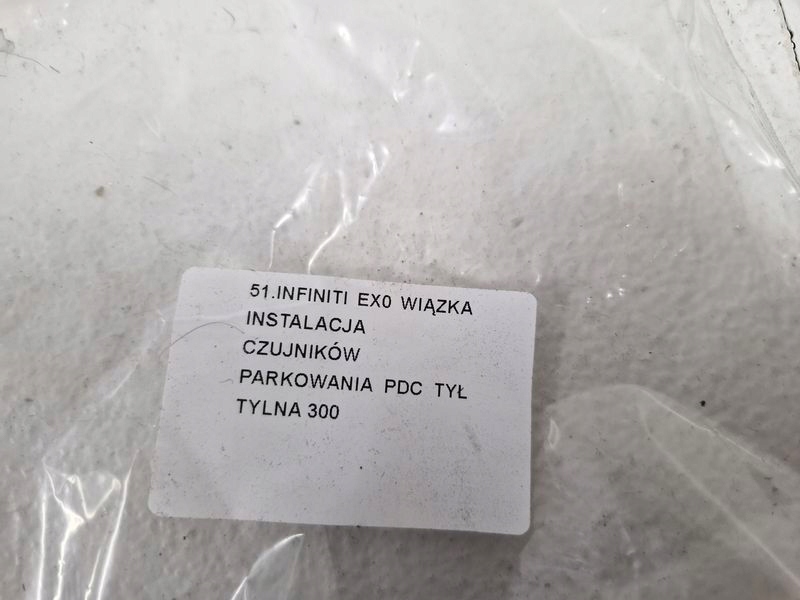 51.INFINITI EX0 WIĄZKA
INSTALACJA
CZUJNIKÓW
PARKOWANIA PDC TYŁ
TYLNA 300